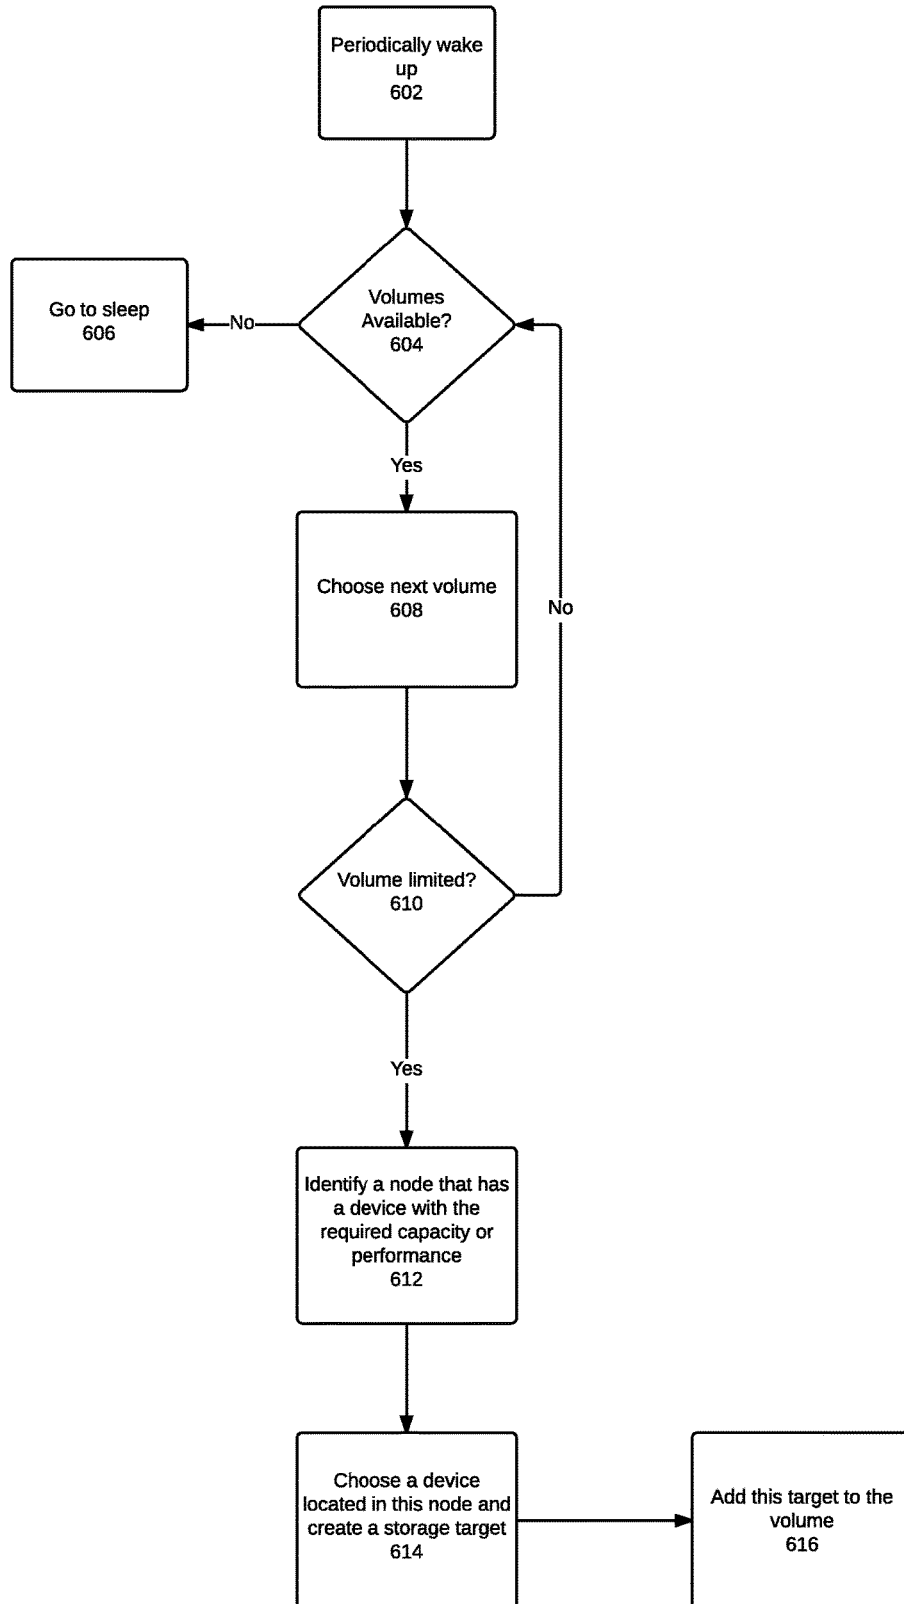 Periodically wake
up
602
Volumes
Available?
604
Go to sleep
606
No
Yes
Choose next volume
608
No
Volume limited?
610
Yes
Identify a node that has
a device with the
required capacity or
performance
612
Choose a device
located in this node and
create a storage target
614
Add this target to the
volume
616